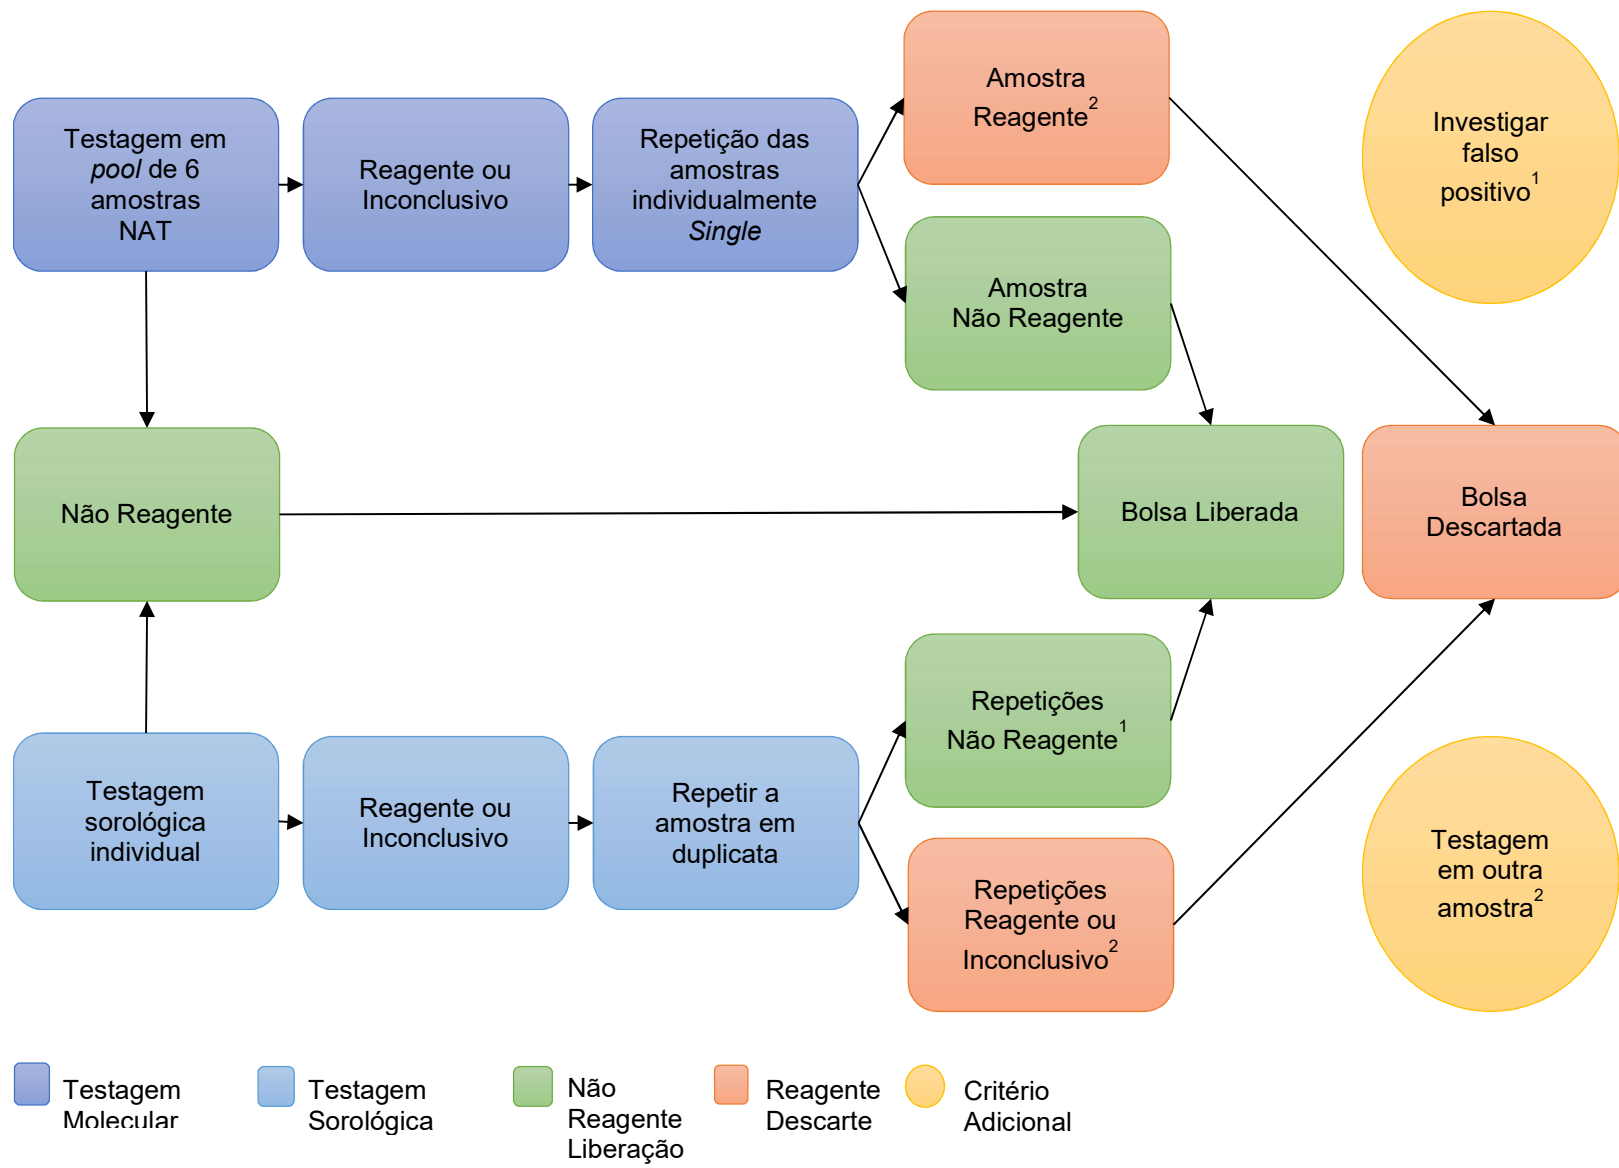 Testagem em
pool de 6
amostras
NAT
Reagente ou
Inconclusivo
Repetição das
amostras
individualmente
Single
Amostra
Reagente2
Amostra
Não Reagente
Investigar
falso
positivo1
Não Reagente
Bolsa Liberada
Bolsa
Descartada
Testagem
sorológica
individual
Reagente ou
Inconclusivo
Repetir a
amostra em
duplicata
Repetições
Não Reagente1
Repetições
Reagente ou
Inconclusivo2
Testagem
em outra
amostra2
Testagem
Molecular
Testagem
Sorológica
Não
Reagente
Liberação
Reagente
Descarte
Critério
Adicional